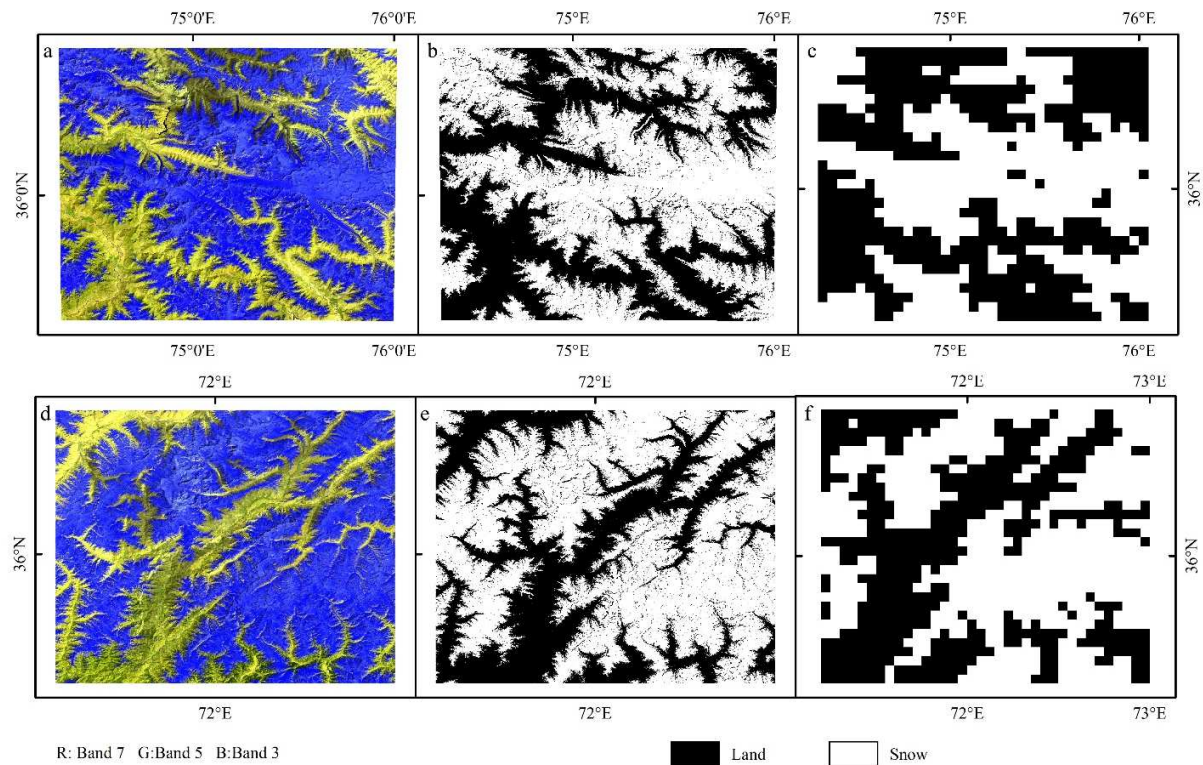 75°0'E 76°0'E 75°E 76°E 75°E 76°E
a b c
36°0'N 36°N
75°0'E 76°0'E 75°E 76°E 75°E 76°E
72°E 72°E 72°E 73°E
d e f
36°N 36°N
72°E 72°E 72°E 73°E
R: Band 7 G:Band 5 B:Band 3 Land Snow